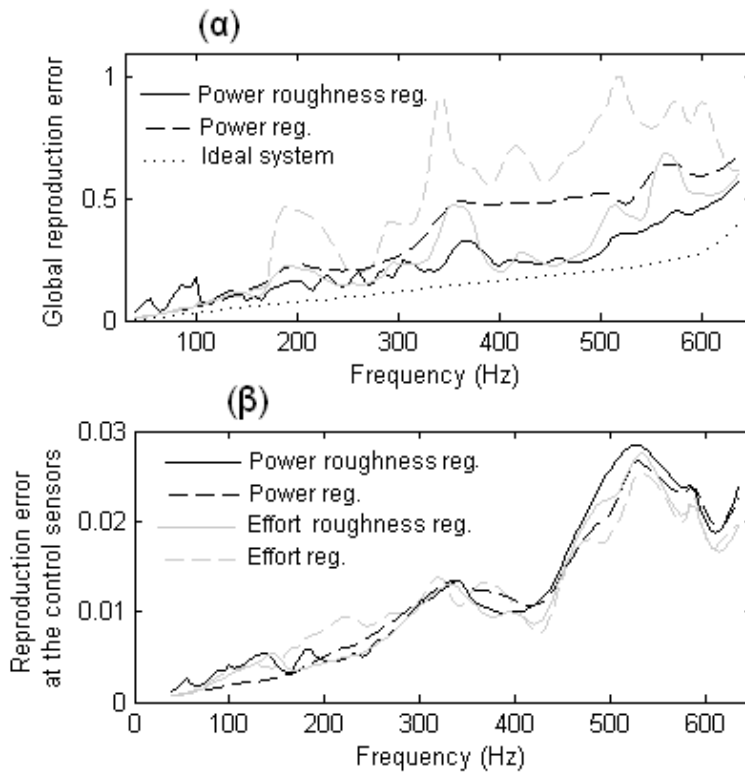 (α)
Global reproduction error
1
0.5
0
Power roughness reg.
Power reg.
Ideal system
100 200 300 400 500 600
Frequency (Hz)
(β)
Reproduction error
at the control sensors
0.03
0.02
0.01
0
Power roughness reg.
Power reg.
Effort roughness reg.
Effort reg.
0 100 200 300 400 500 600
Frequency (Hz)